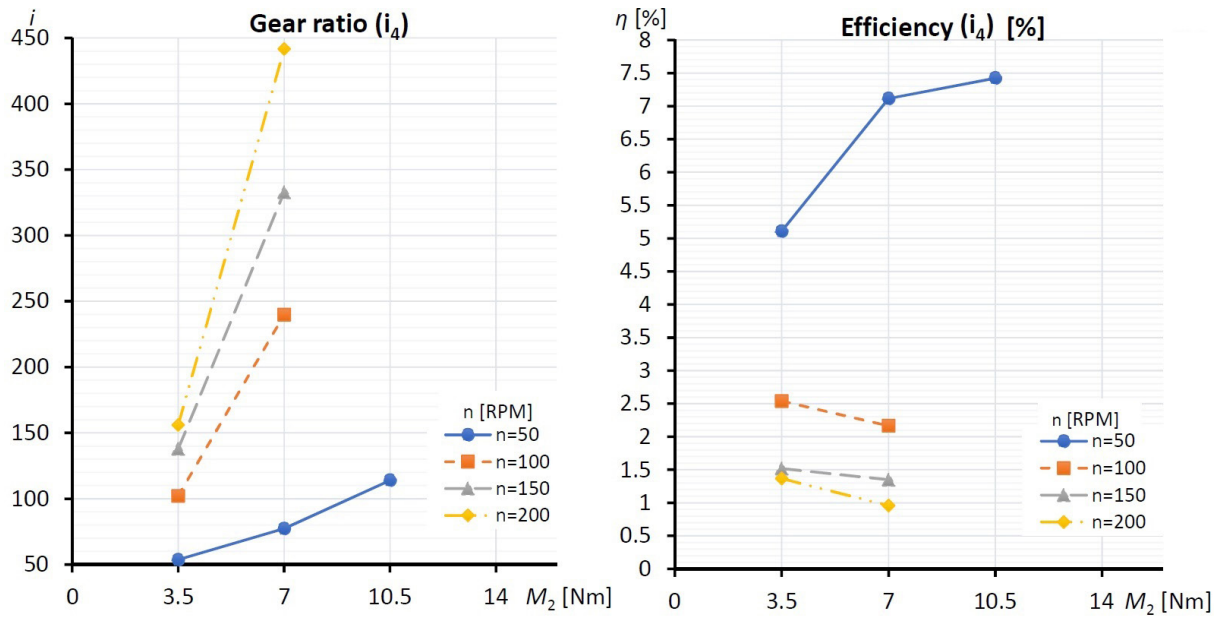 i
Gear ratio (i₄)
450
400
350
300
250
200
150
100
50
0
3.5
7
10.5
14
M₂ [Nm]
n [RPM]
n=50
n=100
n=150
n=200
η [%]
Efficiency (i₄) [%]
8
7.5
7
6.5
6
5.5
5
4.5
4
3.5
3
2.5
2
1.5
1
0.5
0
0
3.5
7
10.5
14
M₂ [Nm]
n [RPM]
n=50
n=100
n=150
n=200